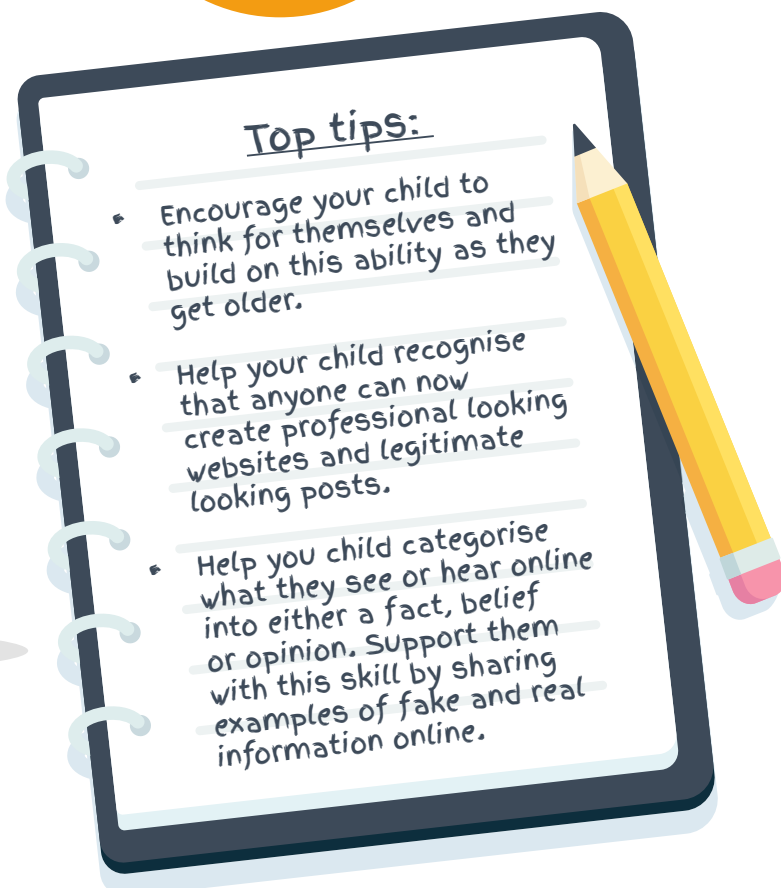 Top tips:
Encourage your child to
think for themselves and
build on this ability as they
get older.
Help your child recognise
that anyone can now
create professional looking
websites and legitimate
looking posts.
Help you child categorise
what they see or hear online
into either a fact, belief
or opinion. Support them
with this skill by sharing
examples of fake and real
information online.